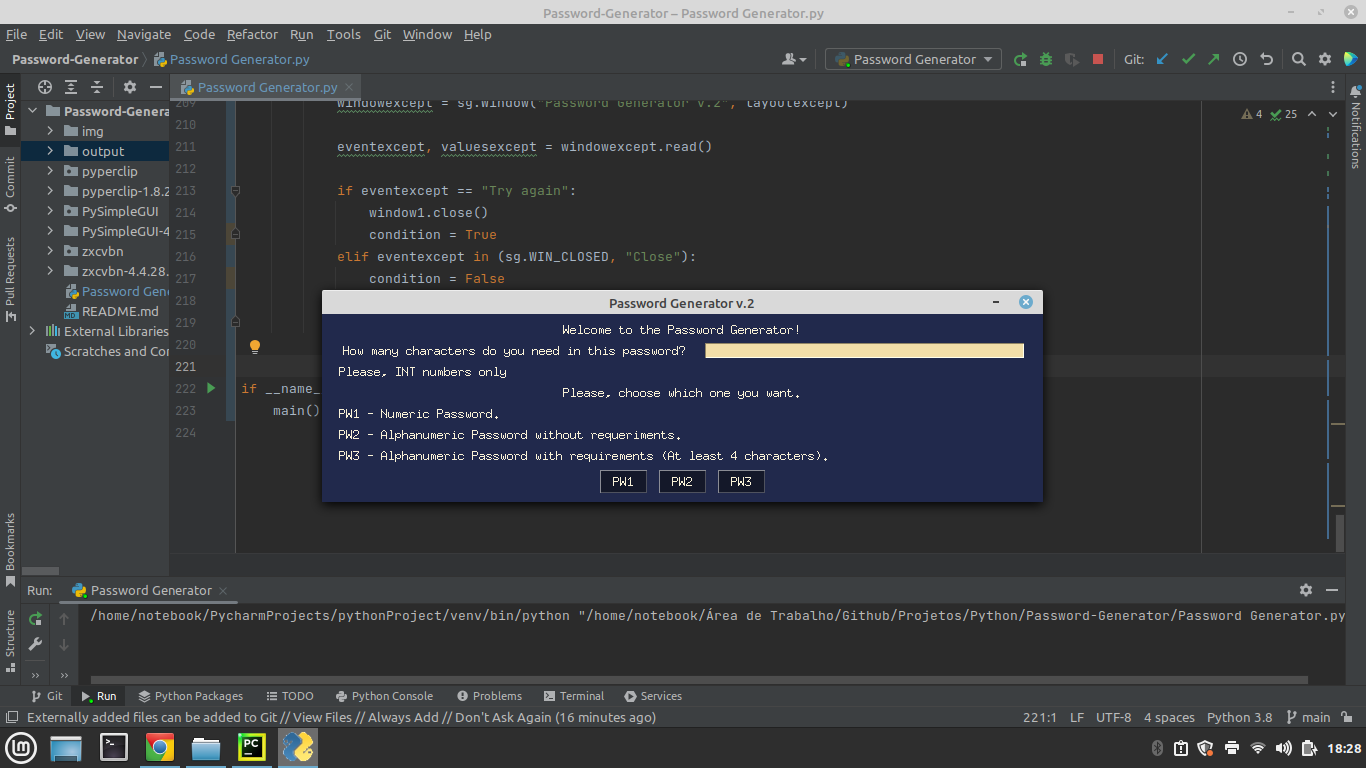 Password-Generator – Password Generator.py
File Edit View Navigate Code Refactor Run Tools Git Window Help
Password-Generator Password Generator.py
Password Generator
Git:
Project
Commit
Pull Requests
Bookmarks
Structure
Notifications
Password-Genera
img
output
pyperclip
pyperclip-1.8.2
PySimpleGUI
PySimpleGUI-4
zxcvbn
zxcvbn-4.4.28.
Password Gen
README.md
External Libraries
Scratches and Con
Password Generator.py
4 25
209 windowexcept = sg.Window("Password Generator v.2", layoutexcept)
210
211 eventexcept, valuesexcept = windowexcept.read()
212
213 if eventexcept == "Try again":
214 window1.close()
215 condition = True
216 elif eventexcept in (sg.WIN_CLOSED, "Close"):
217 condition = False
218
219
220
221
222 if __name_
223 main()
224
Password Generator v.2
Welcome to the Password Generator!
How many characters do you need in this password?
Please, INT numbers only
Please, choose which one you want.
PW1 - Numeric Password.
PW2 - Alphanumeric Password without requeriments.
PW3 - Alphanumeric Password with requirements (At least 4 characters).
PW1 PW2 PW3
Run: Password Generator
/home/notebook/PycharmProjects/pythonProject/venv/bin/python "/home/notebook/Área de Trabalho/Github/Projetos/Python/Password-Generator/Password Generator.py
Git Run Python Packages TODO Python Console Problems Terminal Services
Externally added files can be added to Git // View Files // Always Add // Don't Ask Again (16 minutes ago)
221:1 LF UTF-8 4 spaces Python 3.8 main
18:28